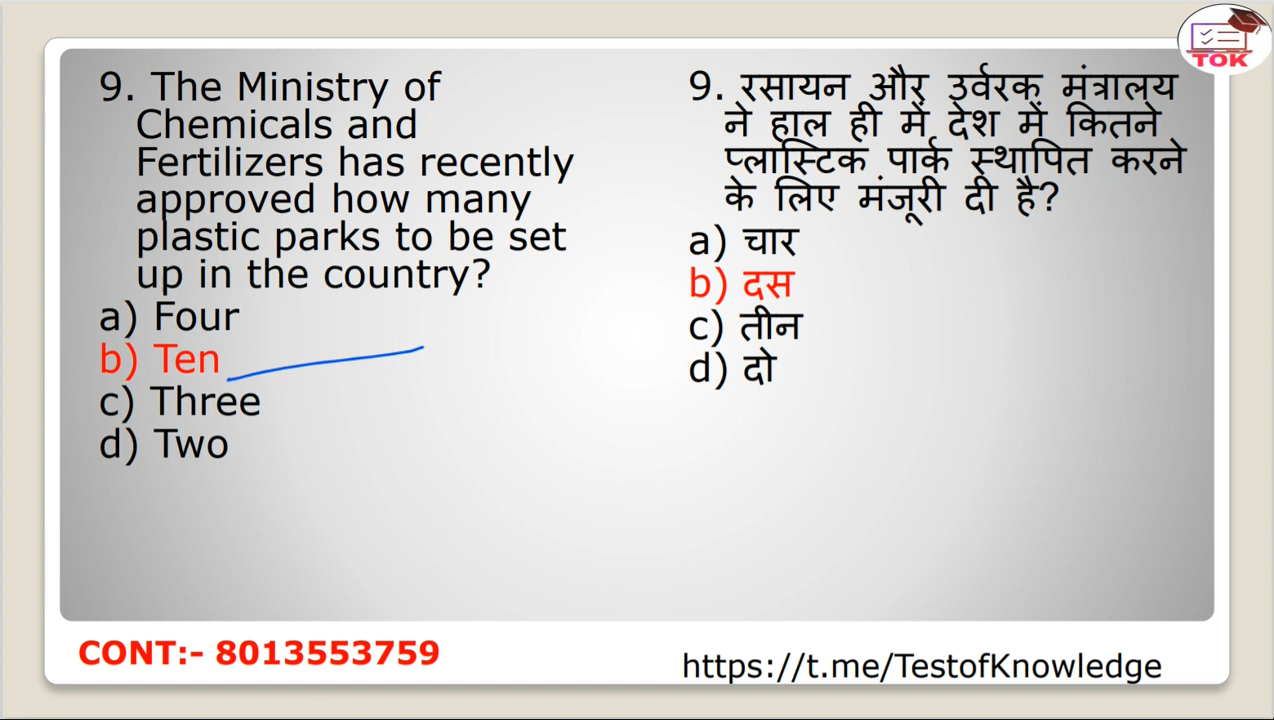 TOK
9. The Ministry of
Chemicals and
Fertilizers has recently
approved how many
plastic parks to be set
up in the country?
a) Four
b) Ten
c) Three
d) Two
9. रसायन और उर्वरक मंत्रालय
ने हाल ही में देश में कितने
प्लास्टिक पार्क स्थापित करने
के लिए मंजूरी दी है?
a) चार
b) दस
c) तीन
d) दो
CONT:- 8013553759
https://t.me/TestofKnowledge